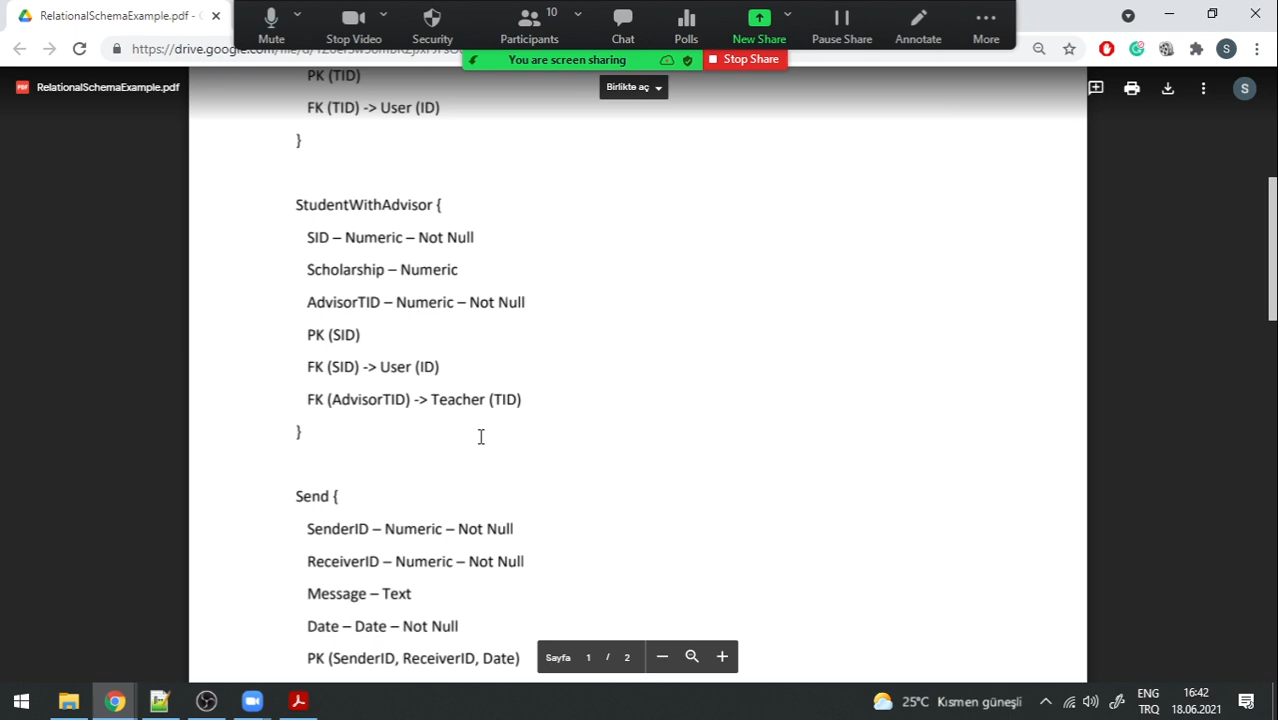 RelationalSchemaExample.pdf -
10
Mute
Stop Video
Security
Participants
Chat
Polls
New Share
Pause Share
Annotate
More
https://drive.google.com/file/d/
S
You are screen sharing
Stop Share
RelationalSchemaExample.pdf
Birlikte aç
S
PK (TID)
FK (TID) -> User (ID)
}
StudentWithAdvisor {
SID – Numeric – Not Null
Scholarship – Numeric
AdvisorTID – Numeric – Not Null
PK (SID)
FK (SID) -> User (ID)
FK (AdvisorTID) -> Teacher (TID)
}
Send {
SenderID – Numeric – Not Null
ReceiverID – Numeric – Not Null
Message – Text
Date – Date – Not Null
PK (SenderID, ReceiverID, Date)
Sayfa 1 / 2
25°C Kısmen güneşli
ENG
TRQ
16:42
18.06.2021